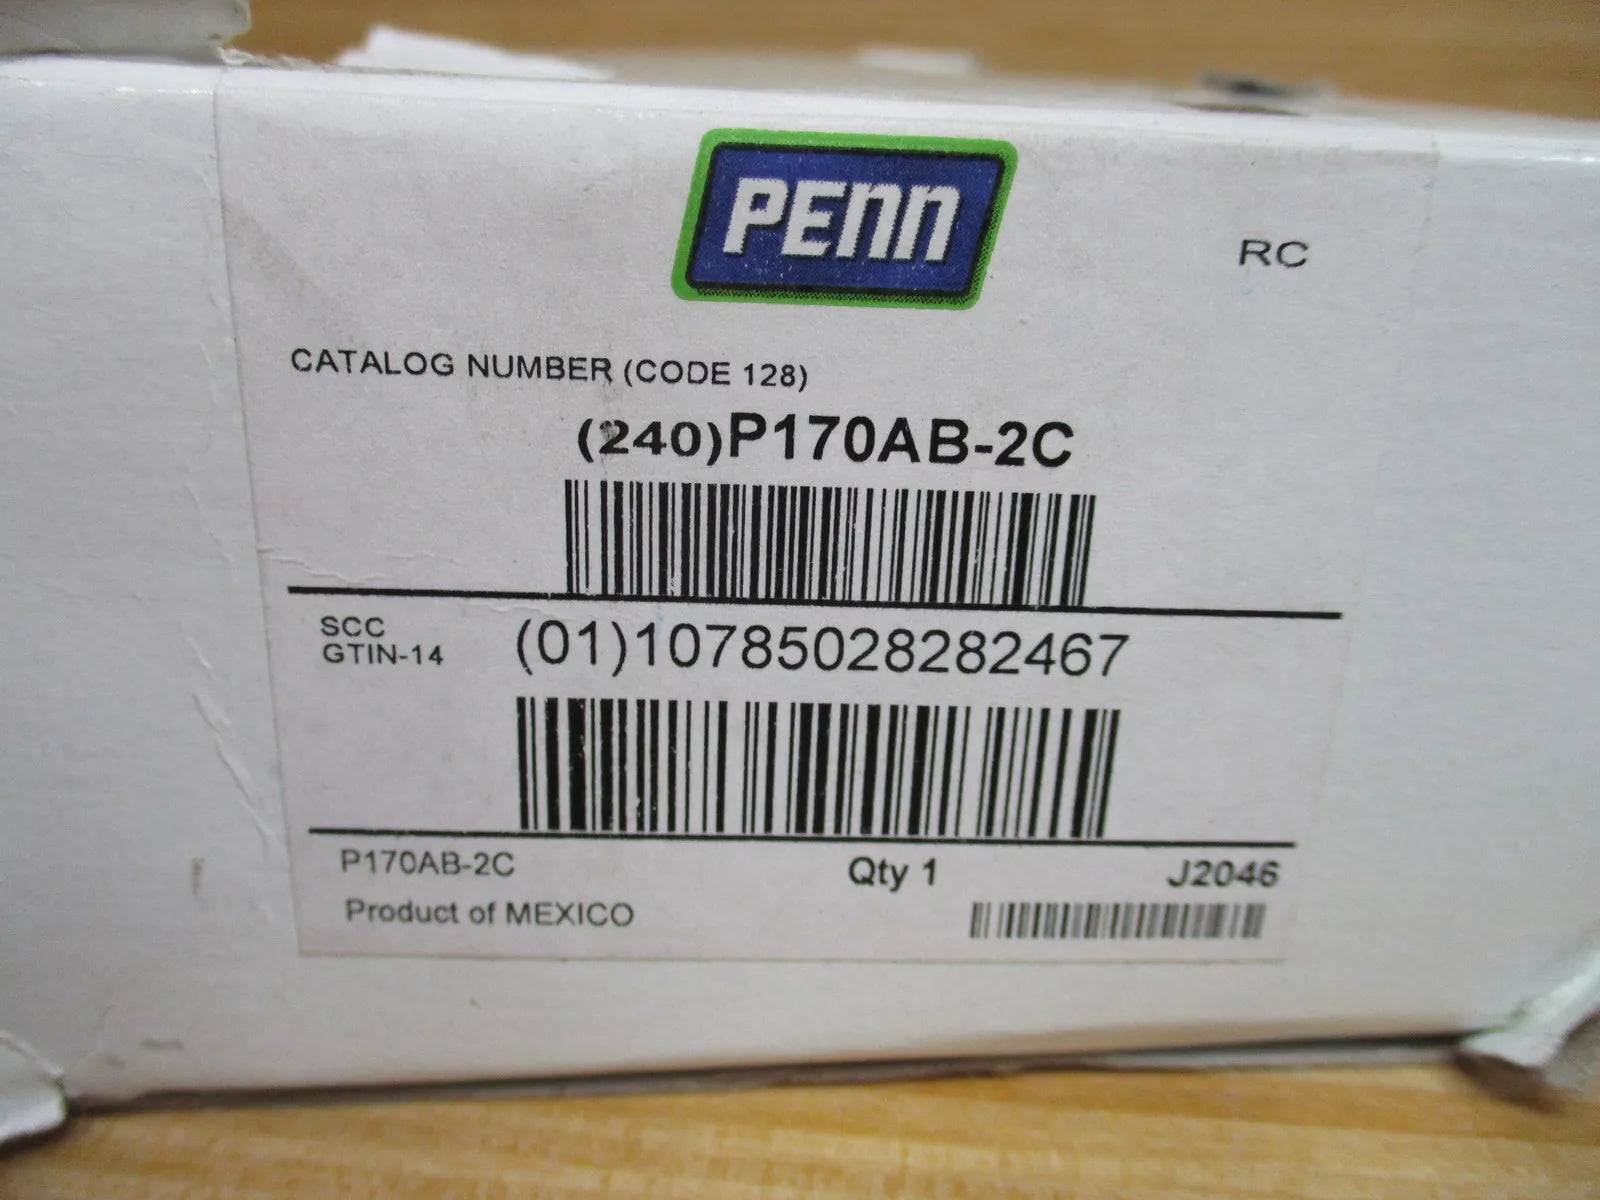 PENN
RC
CATALOG NUMBER (CODE 128)
(240)P170AB-2C
SCC
GTIN-14
(01)10785028282467
P170AB-2C
Qty 1
J2046
Product of MEXICO